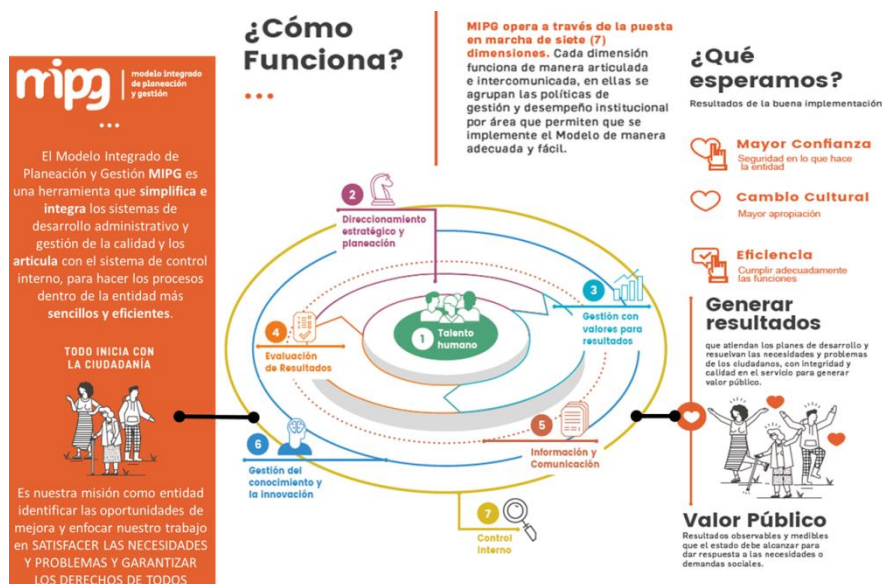 mipg
modelo integrado
de planeación
y gestión
El Modelo Integrado de
Planeación y Gestión MIPG es
una herramienta que simplifica e
integra los sistemas de
desarrollo administrativo y
gestión de la calidad y los
articula con el sistema de control
interno, para hacer los procesos
dentro de la entidad más
sencillos y eficientes.
TODO INICIA CON
LA CIUDADANÍA
Es nuestra misión como entidad
identificar las oportunidades de
mejora y enfocar nuestro trabajo
en SATISFACER LAS NECESIDADES
Y PROBLEMAS Y GARANTIZAR
LOS DERECHOS DE TODOS
¿Cómo
Funciona?
MIPG opera a través de la puesta
en marcha de siete (7)
dimensiones. Cada dimensión
funciona de manera articulada
e intercomunicada, en ellas se
agrupan las políticas de
gestión y desempeño institucional
por área que permiten que se
implemente el Modelo de manera
adecuada y fácil.
2
Direccionamiento
estratégico y
planeación
3
Gestión con
valores para
resultados
1
Talento
humano
4
Evaluación
de Resultados
5
Información y
Comunicación
6
Gestión del
conocimiento y
la innovación
7
Control
Interno
¿Qué
esperamos?
Resultados de la buena implementación
Mayor Confianza
Seguridad en lo que hace
la entidad
Cambio Cultural
Mayor apropiación
Eficiencia
Cumplir adecuadamente
las funciones
Generar
resultados
que atiendan los planes de desarrollo y
resuelvan las necesidades y problemas
de los ciudadanos, con integridad y
calidad en el servicio para generar
valor público.
Valor Público
Resultados observables y medibles
que el estado debe alcanzar para
dar respuesta a las necesidades o
demandas sociales.